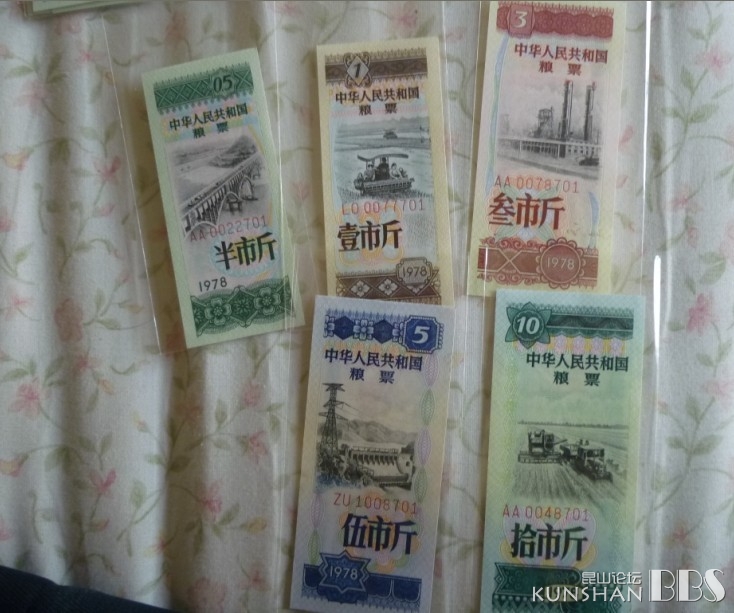 05
中华人民共和国
粮票
AA 0022701
半市斤
1978
1
中华人民共和国
粮票
LO 0077701
壹市斤
1978
3
中华人民共和国
粮票
AA 0078701
叁市斤
1978
5
中华人民共和国
粮票
ZU 1008701
伍市斤
1978
10
中华人民共和国
粮票
AA 0048701
拾市斤
昆山论坛
KUNSHAN BBS